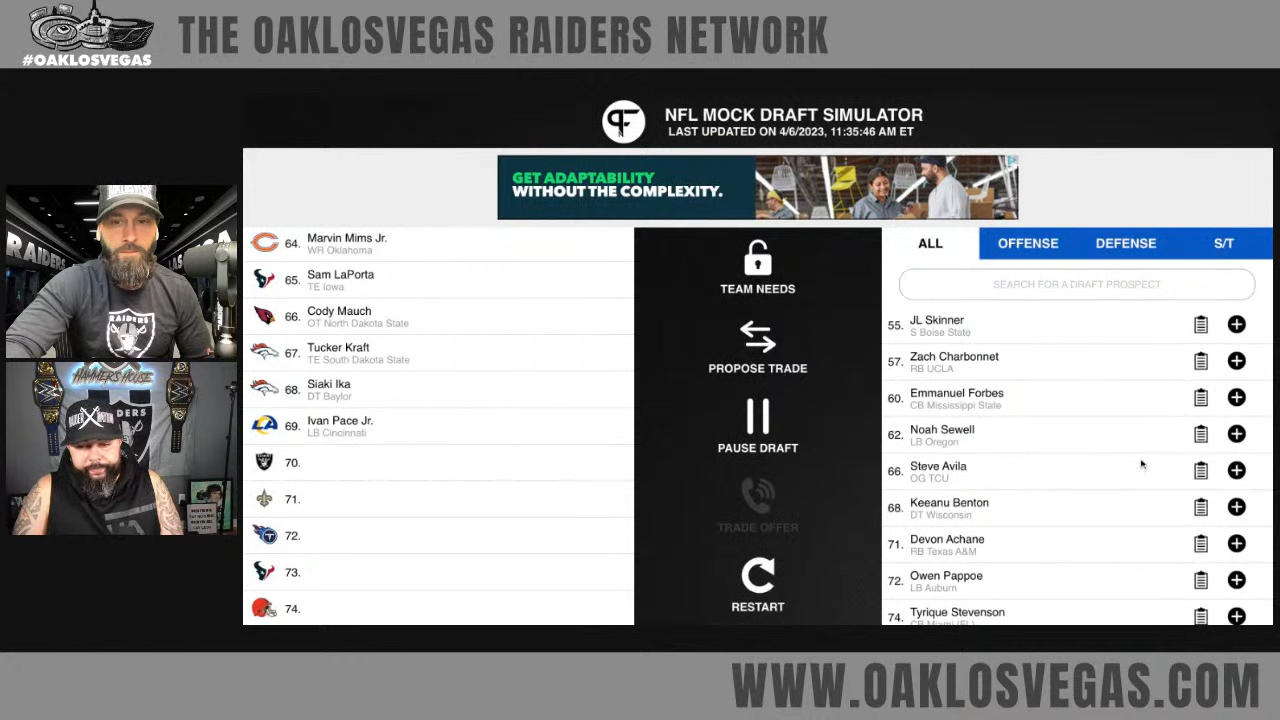 THE OAKLOSVEGAS RAIDERS NETWORK
#OAKLOSVEGAS
NFL MOCK DRAFT SIMULATOR
LAST UPDATED ON 4/6/2023, 11:35:46 AM ET
GET ADAPTABILITY
WITHOUT THE COMPLEXITY.
64. Marvin Mims Jr.
WR Oklahoma
65. Sam LaPorta
TE Iowa
66. Cody Mauch
OT North Dakota State
67. Tucker Kraft
TE South Dakota State
68. Siaki Ika
DT Baylor
69. Ivan Pace Jr.
LB Cincinnati
70.
71.
72.
73.
74.
TEAM NEEDS
PROPOSE TRADE
PAUSE DRAFT
TRADE OFFER
RESTART
ALL OFFENSE DEFENSE S/T
SEARCH FOR A DRAFT PROSPECT
55. JL Skinner
S Boise State
57. Zach Charbonnet
RB UCLA
60. Emmanuel Forbes
CB Mississippi State
62. Noah Sewell
LB Oregon
66. Steve Avila
OG TCU
68. Keeanu Benton
DT Wisconsin
71. Devon Achane
RB Texas A&M
72. Owen Pappoe
LB Auburn
74. Tyrique Stevenson
CB Miami (FL)
RAIDERS
RAIDERS
HAMMERS HOUSE
WWW.OAKLOSVEGAS.COM